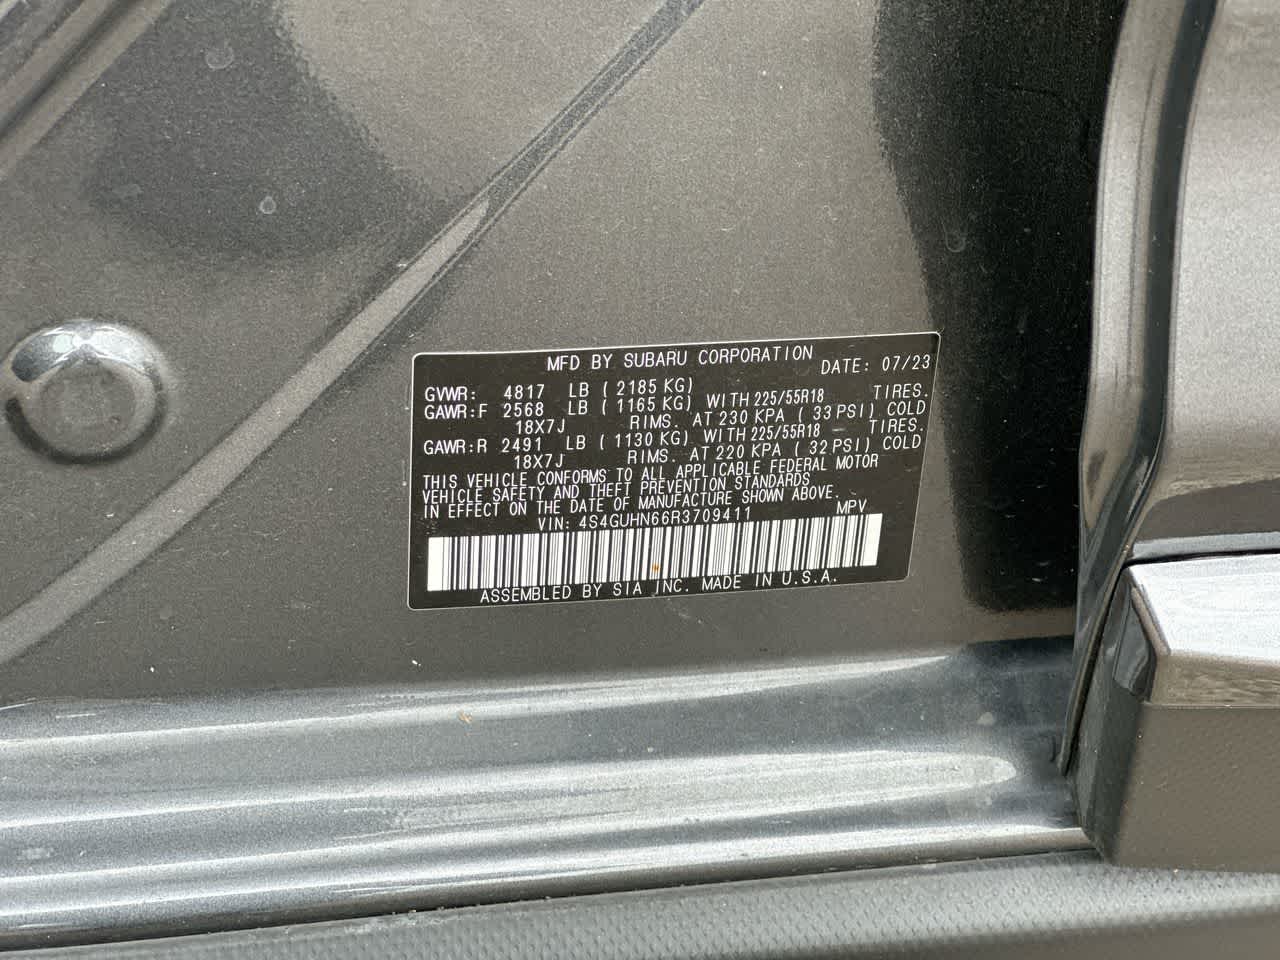 MFD BY SUBARU CORPORATION DATE: 07/23
GVWR: 4817 LB ( 2185 KG)
GAWR:F 2568 LB ( 1165 KG) WITH 225/55R18 TIRES.
18X7J RIMS. AT 230 KPA ( 33 PSI) COLD
GAWR:R 2491 LB ( 1130 KG) WITH 225/55R18 TIRES.
18X7J RIMS. AT 220 KPA ( 32 PSI) COLD
THIS VEHICLE CONFORMS TO ALL APPLICABLE FEDERAL MOTOR
VEHICLE SAFETY AND THEFT PREVENTION STANDARDS
IN EFFECT ON THE DATE OF MANUFACTURE SHOWN ABOVE.
VIN: 4S4GUHN66R3709411 MPV
ASSEMBLED BY SIA INC. MADE IN U.S.A.